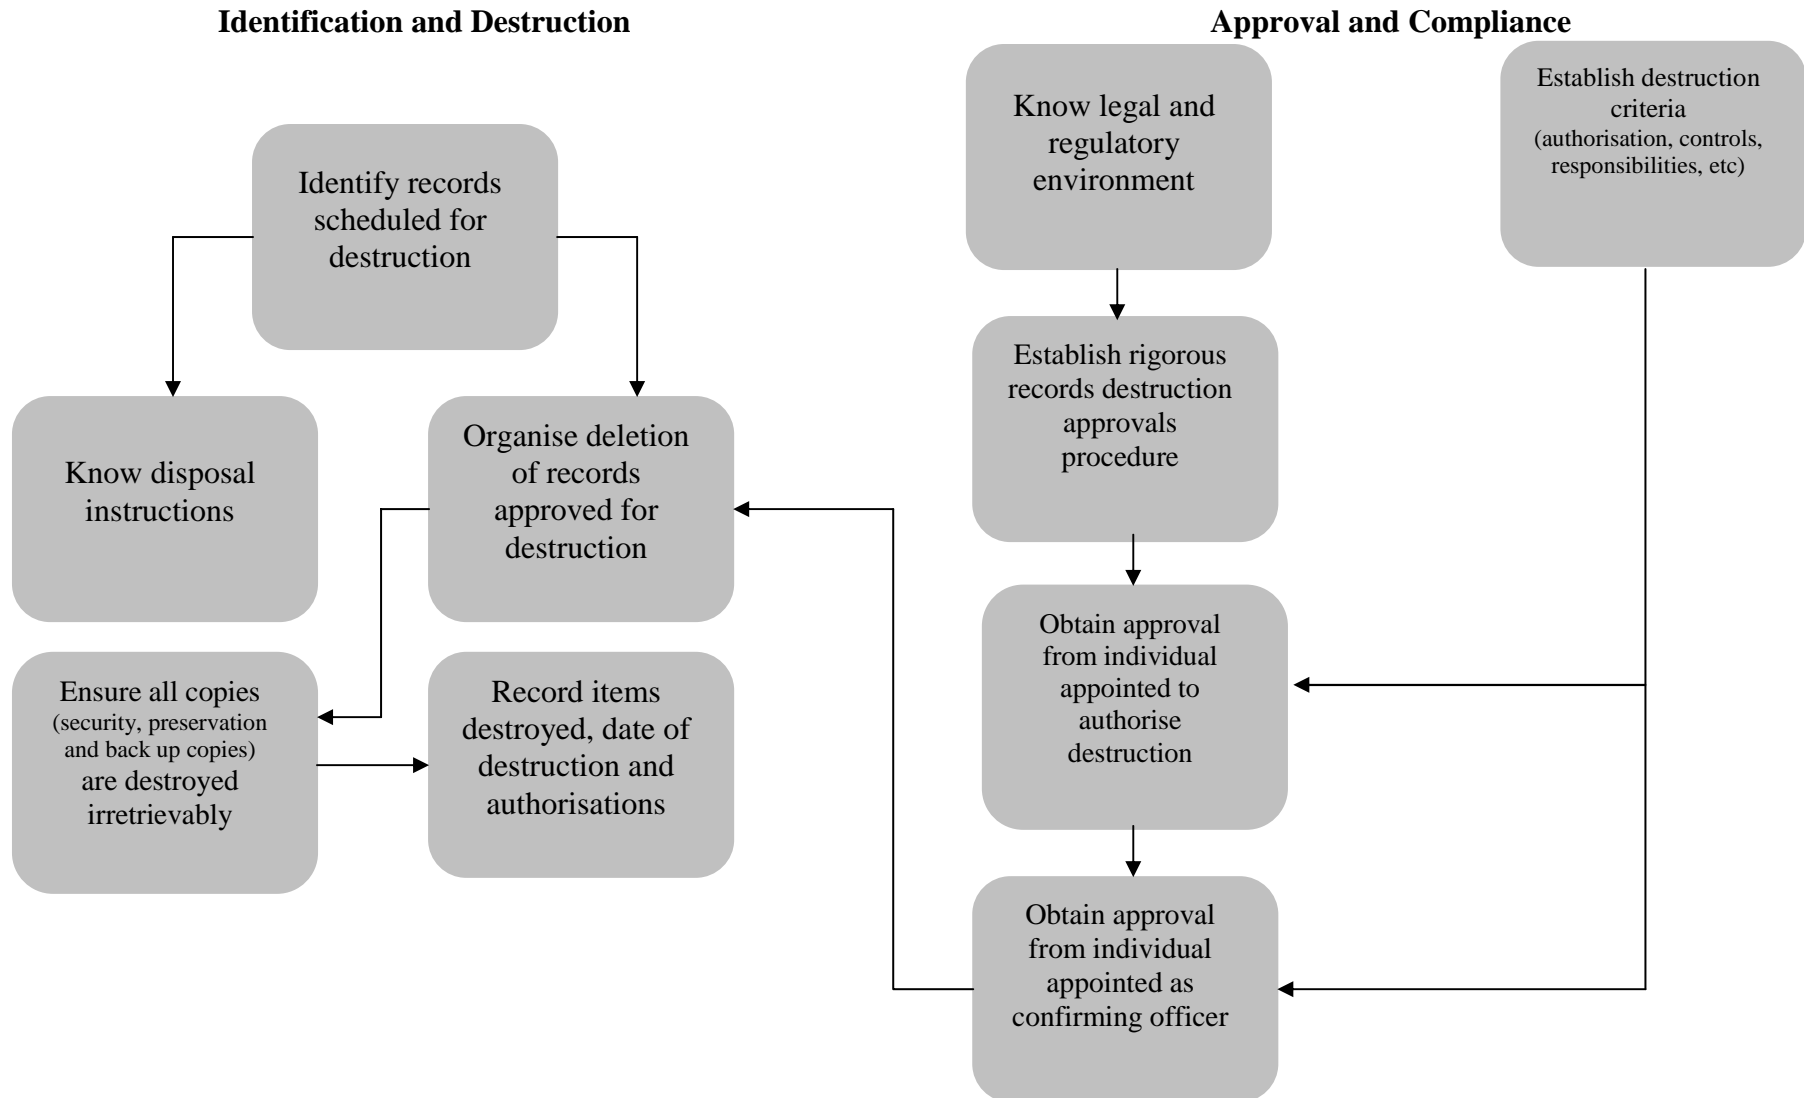 Identification and Destruction
Approval and Compliance
Identify records
scheduled for
destruction
Know disposal
instructions
Organise deletion
of records
approved for
destruction
Ensure all copies
(security, preservation
and back up copies)
are destroyed
irretrievably
Record items
destroyed, date of
destruction and
authorisations
Know legal and
regulatory
environment
Establish destruction
criteria
(authorisation, controls,
responsibilities, etc)
Establish rigorous
records destruction
approvals
procedure
Obtain approval
from individual
appointed to
authorise
destruction
Obtain approval
from individual
appointed as
confirming officer